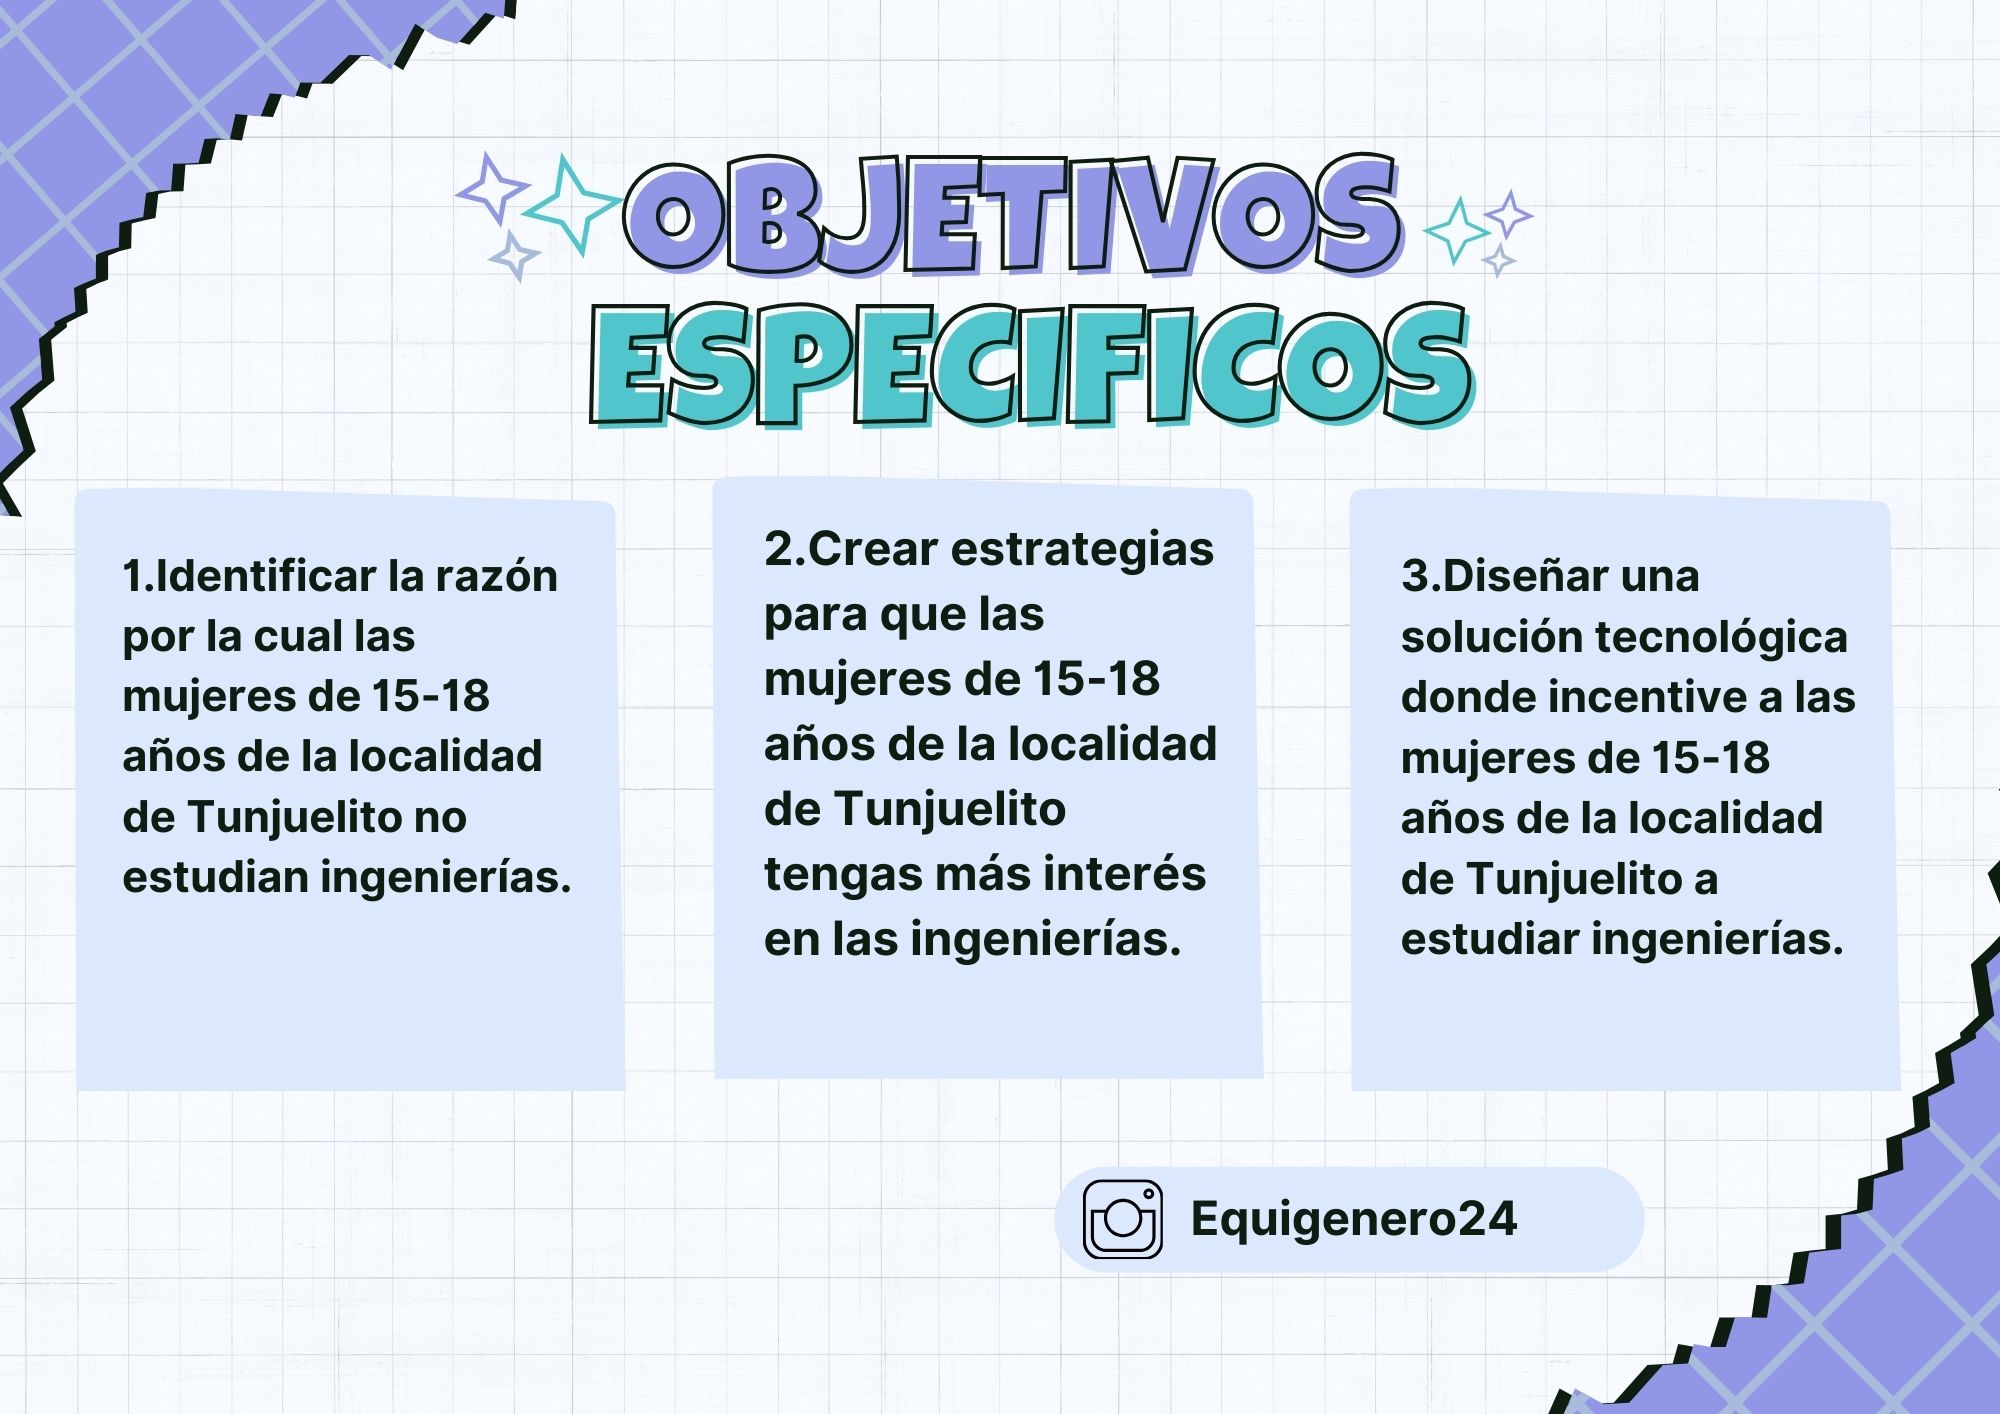 OBJETIVOS
ESPECIFICOS
1.Identificar la razón
por la cual las
mujeres de 15-18
años de la localidad
de Tunjuelito no
estudian ingenierías.
2.Crear estrategias
para que las
mujeres de 15-18
años de la localidad
de Tunjuelito
tengas más interés
en las ingenierías.
3.Diseñar una
solución tecnológica
donde incentive a las
mujeres de 15-18
años de la localidad
de Tunjuelito a
estudiar ingenierías.
Equigenero24